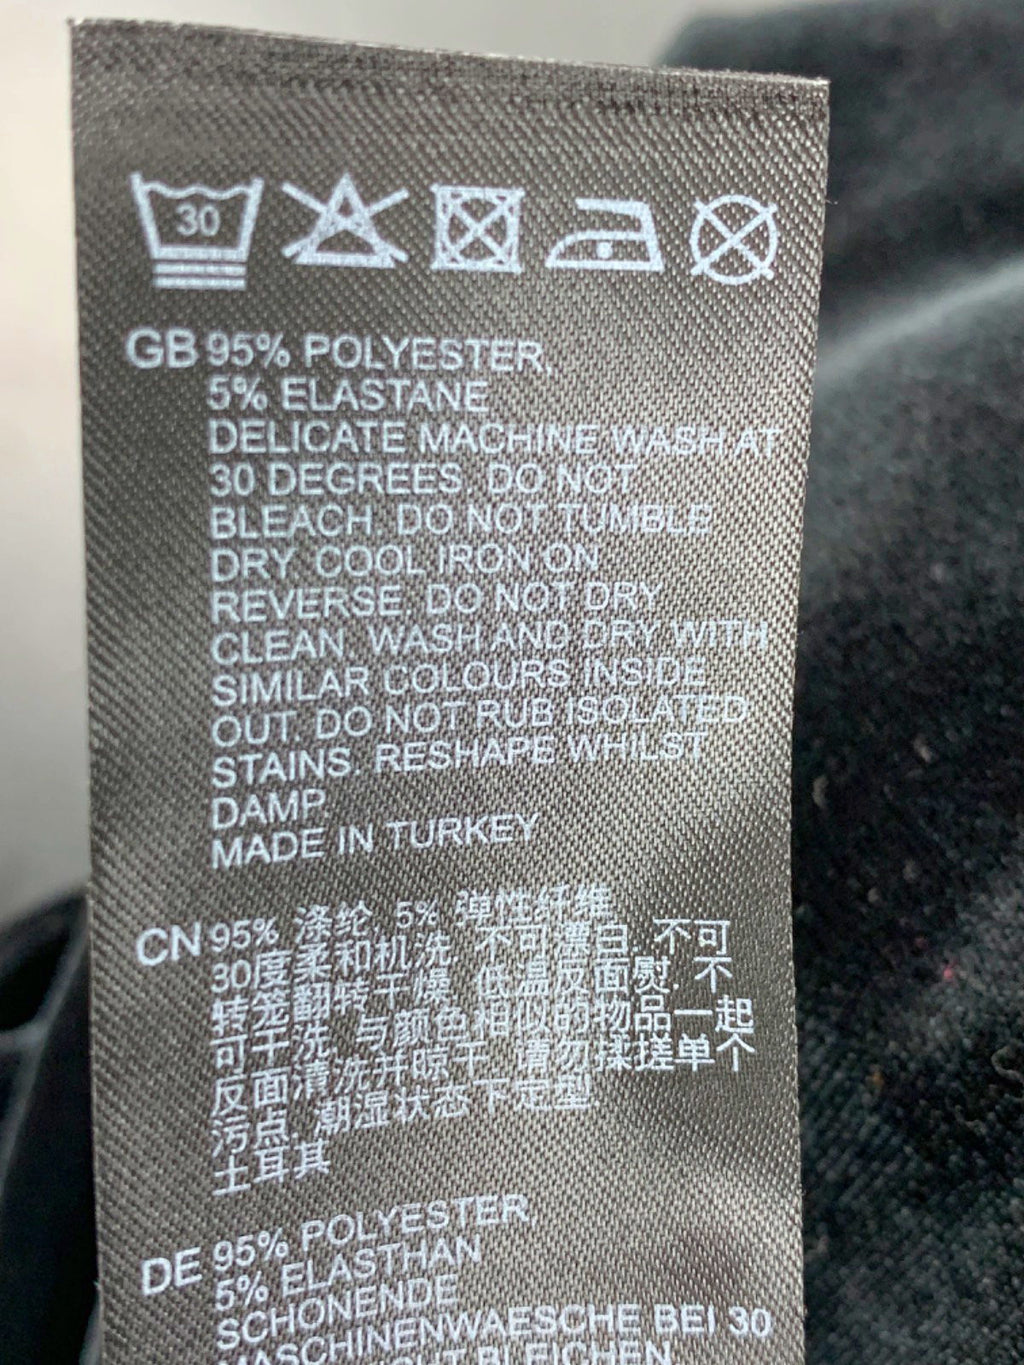 30
GB 95% POLYESTER,
5% ELASTANE
DELICATE MACHINE WASH AT
30 DEGREES. DO NOT
BLEACH. DO NOT TUMBLE
DRY. COOL IRON ON
REVERSE. DO NOT DRY
CLEAN. WASH AND DRY WITH
SIMILAR COLOURS INSIDE
OUT. DO NOT RUB ISOLATED
STAINS. RESHAPE WHILST
DAMP.
MADE IN TURKEY
CN 95% 涤纶, 5% 弹性纤维
30度柔和机洗. 不可漂白. 不可
转笼翻转干燥. 低温反面熨. 不
可干洗. 与颜色相似的物品一起
反面清洗并晾干. 请勿揉搓单个
污点. 潮湿状态下定型
土耳其
DE 95% POLYESTER,
5% ELASTHAN
SCHONENDE
MASCHINENWAESCHE BEI 30
BLEICHEN